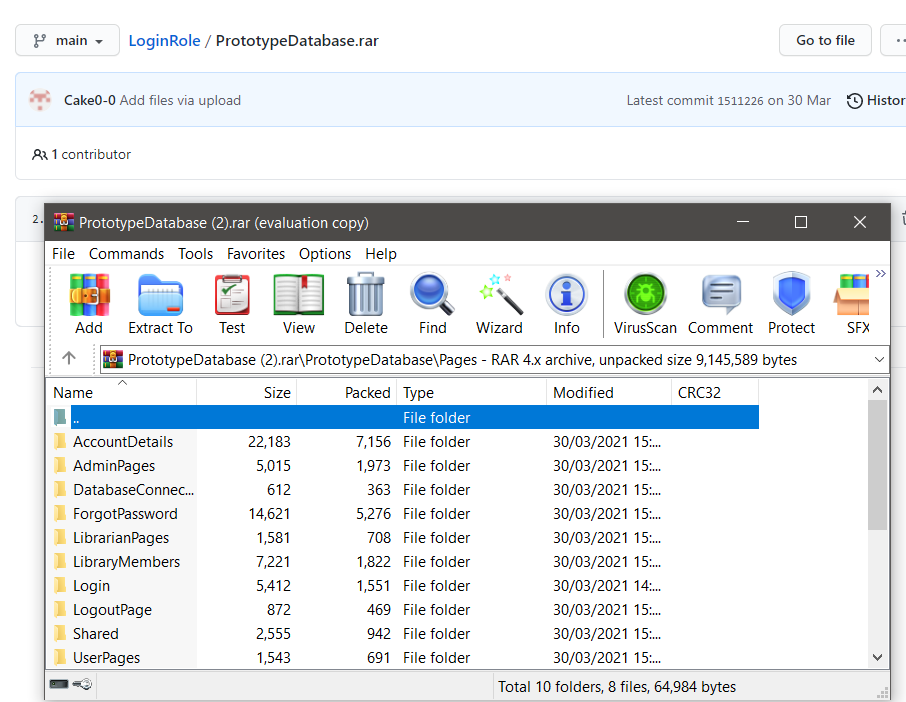 main LoginRole / PrototypeDatabase.rar Go to file
Cake0-0 Add files via upload Latest commit 1511226 on 30 Mar Histor
1 contributor
2.
PrototypeDatabase (2).rar (evaluation copy)
File Commands Tools Favorites Options Help
Add Extract To Test View Delete Find Wizard Info VirusScan Comment Protect SFX
PrototypeDatabase (2).rar\PrototypeDatabase\Pages - RAR 4.x archive, unpacked size 9,145,589 bytes
Name Size Packed Type Modified CRC32
.. File folder
AccountDetails 22,183 7,156 File folder 30/03/2021 15:...
AdminPages 5,015 1,973 File folder 30/03/2021 15:...
DatabaseConnec... 612 363 File folder 30/03/2021 15:...
ForgotPassword 14,621 5,276 File folder 30/03/2021 15:...
LibrarianPages 1,581 708 File folder 30/03/2021 15:...
LibraryMembers 7,221 1,822 File folder 30/03/2021 15:...
Login 5,412 1,551 File folder 30/03/2021 14:...
LogoutPage 872 469 File folder 30/03/2021 15:...
Shared 2,555 942 File folder 30/03/2021 15:...
UserPages 1,543 691 File folder 30/03/2021 15:...
Total 10 folders, 8 files, 64,984 bytes